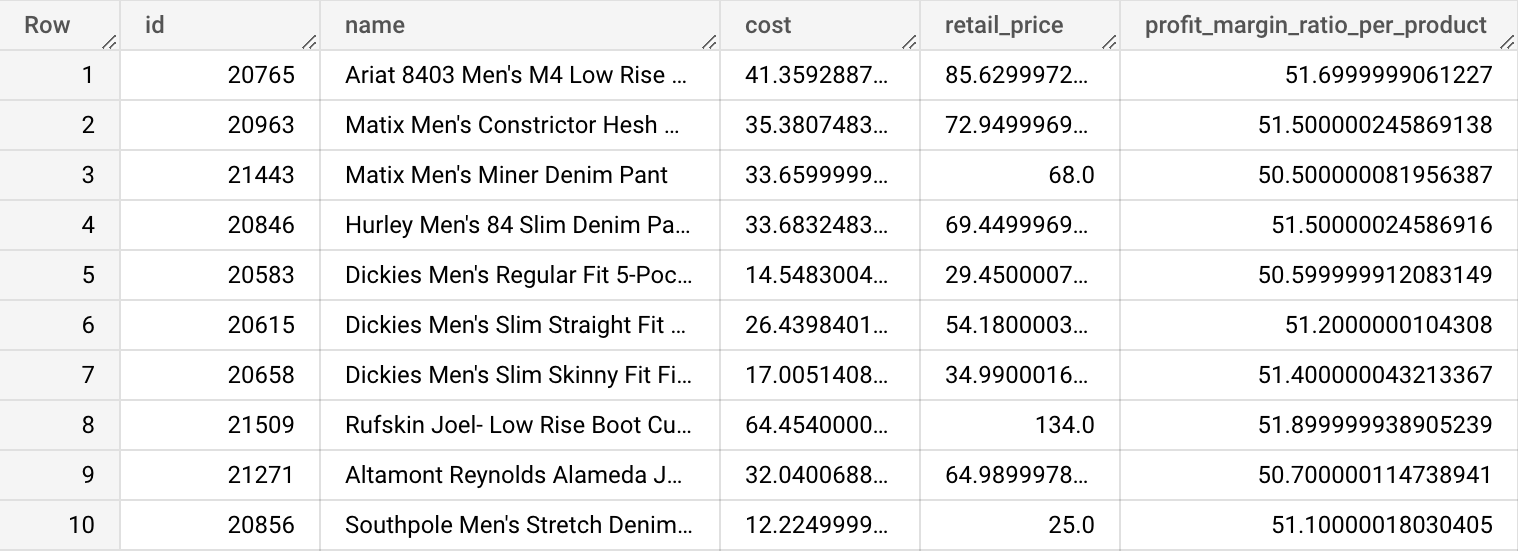 Row id name cost retail_price profit_margin_ratio_per_product
1 20765 Ariat 8403 Men's M4 Low Rise ... 41.3592887... 85.6299972... 51.6999999061227
2 20963 Matix Men's Constrictor Hesh ... 35.3807483... 72.9499969... 51.500000245869138
3 21443 Matix Men's Miner Denim Pant 33.6599999... 68.0 50.500000081956387
4 20846 Hurley Men's 84 Slim Denim Pa... 33.6832483... 69.4499969... 51.50000024586916
5 20583 Dickies Men's Regular Fit 5-Poc... 14.5483004... 29.4500007... 50.599999912083149
6 20615 Dickies Men's Slim Straight Fit ... 26.4398401... 54.1800003... 51.2000000104308
7 20658 Dickies Men's Slim Skinny Fit Fi... 17.0051408... 34.9900016... 51.400000043213367
8 21509 Rufskin Joel- Low Rise Boot Cu... 64.4540000... 134.0 51.899999938905239
9 21271 Altamont Reynolds Alameda J... 32.0400688... 64.9899978... 50.700000114738941
10 20856 Southpole Men's Stretch Denim... 12.2249999... 25.0 51.10000018030405